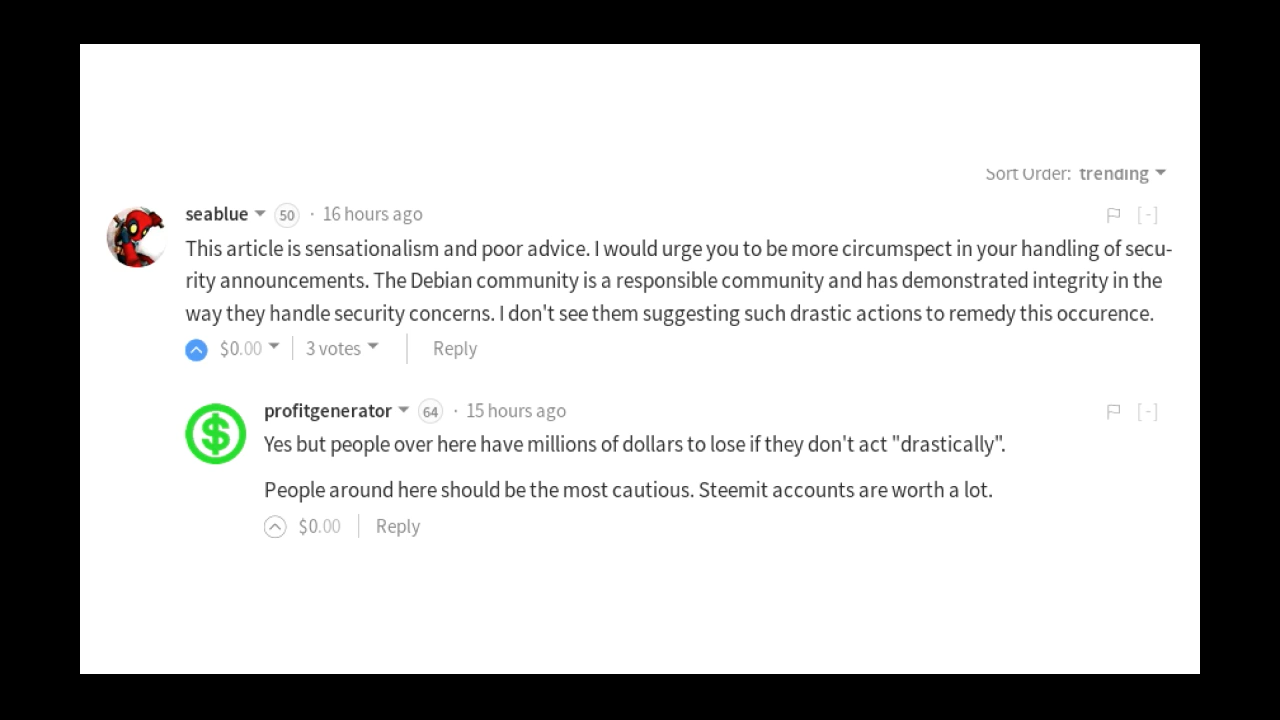 Sort Order: trending
seablue 50 · 16 hours ago [-]
This article is sensationalism and poor advice. I would urge you to be more circumspect in your handling of secu-
rity announcements. The Debian community is a responsible community and has demonstrated integrity in the
way they handle security concerns. I don't see them suggesting such drastic actions to remedy this occurence.
$0.00 3 votes Reply
profitgenerator 64 · 15 hours ago [-]
Yes but people over here have millions of dollars to lose if they don't act "drastically".
People around here should be the most cautious. Steemit accounts are worth a lot.
$0.00 Reply